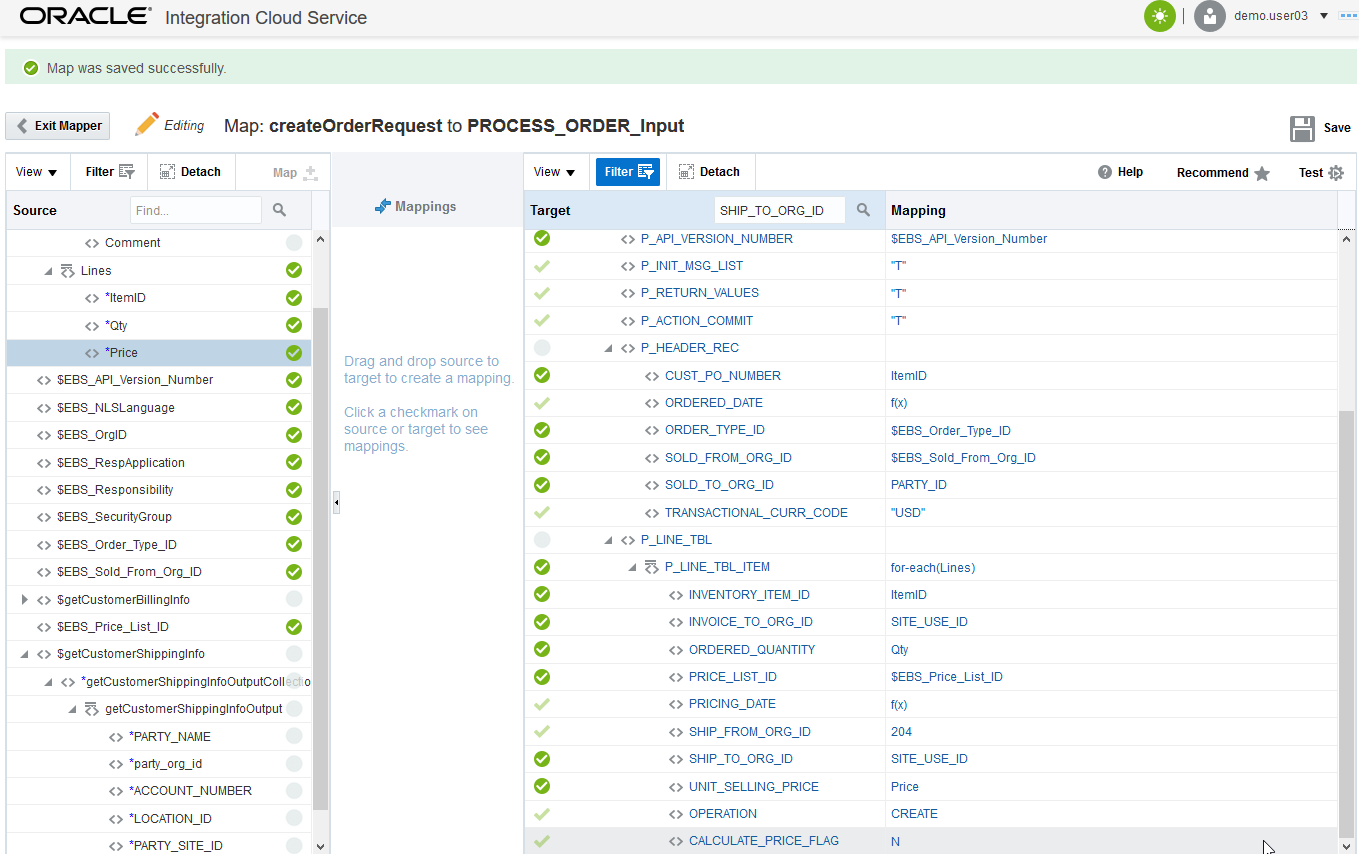 ORACLE® Integration Cloud Service
demo.user03
Map was saved successfully.
Exit Mapper
Editing
Map: createOrderRequest to PROCESS_ORDER_Input
Save
View
Filter
Detach
Map
Source
Find...
Comment
Lines
*ItemID
*Qty
*Price
$EBS_API_Version_Number
$EBS_NLSLanguage
$EBS_OrgID
$EBS_RespApplication
$EBS_Responsibility
$EBS_SecurityGroup
$EBS_Order_Type_ID
$EBS_Sold_From_Org_ID
$getCustomerBillingInfo
$EBS_Price_List_ID
$getCustomerShippingInfo
*getCustomerShippingInfoOutputCollectio
getCustomerShippingInfoOutput
*PARTY_NAME
*party_org_id
*ACCOUNT_NUMBER
*LOCATION_ID
*PARTY_SITE_ID
Mappings
Drag and drop source to
target to create a mapping.
Click a checkmark on
source or target to see
mappings.
View
Filter
Detach
Help
Recommend
Test
Target
SHIP_TO_ORG_ID
Mapping
P_API_VERSION_NUMBER $EBS_API_Version_Number
P_INIT_MSG_LIST "T"
P_RETURN_VALUES "T"
P_ACTION_COMMIT "T"
P_HEADER_REC
CUST_PO_NUMBER ItemID
ORDERED_DATE f(x)
ORDER_TYPE_ID $EBS_Order_Type_ID
SOLD_FROM_ORG_ID $EBS_Sold_From_Org_ID
SOLD_TO_ORG_ID PARTY_ID
TRANSACTIONAL_CURR_CODE "USD"
P_LINE_TBL
P_LINE_TBL_ITEM for-each(Lines)
INVENTORY_ITEM_ID ItemID
INVOICE_TO_ORG_ID SITE_USE_ID
ORDERED_QUANTITY Qty
PRICE_LIST_ID $EBS_Price_List_ID
PRICING_DATE f(x)
SHIP_FROM_ORG_ID 204
SHIP_TO_ORG_ID SITE_USE_ID
UNIT_SELLING_PRICE Price
OPERATION CREATE
CALCULATE_PRICE_FLAG N